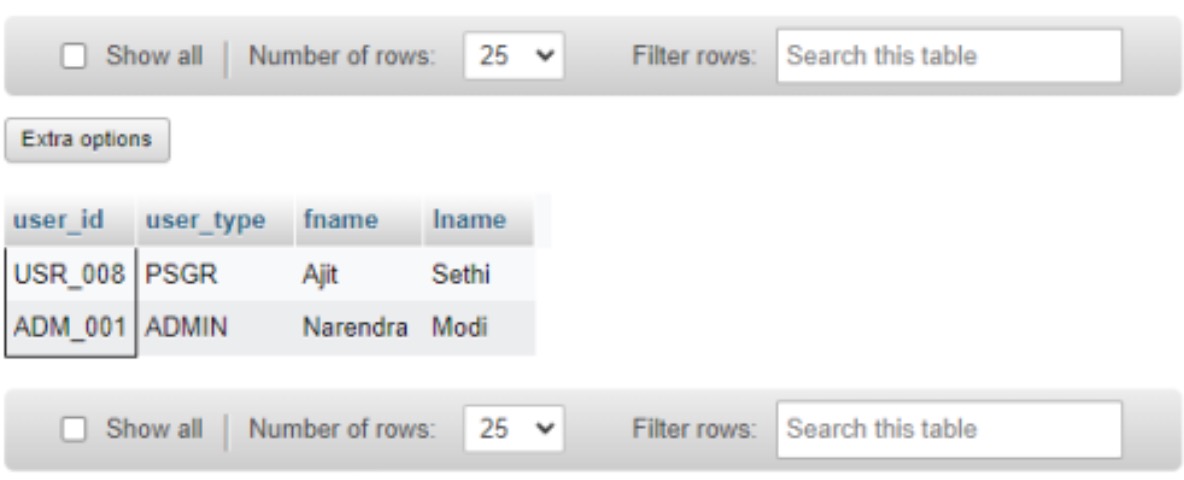 Show all Number of rows: 25 Filter rows: Search this table
Extra options
user_id user_type fname lname
USR_008 PSGR Ajit Sethi
ADM_001 ADMIN Narendra Modi
Show all Number of rows: 25 Filter rows: Search this table